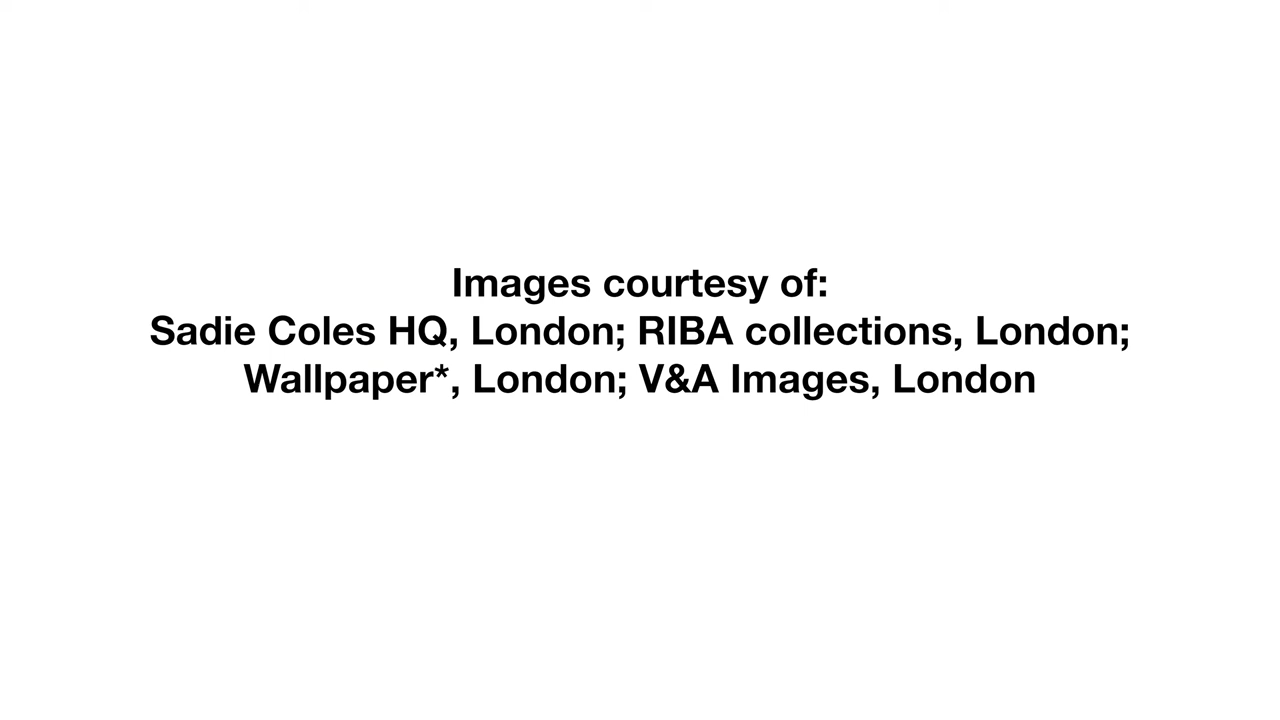 Images courtesy of:
Sadie Coles HQ, London; RIBA collections, London;
Wallpaper*, London; V&A Images, London